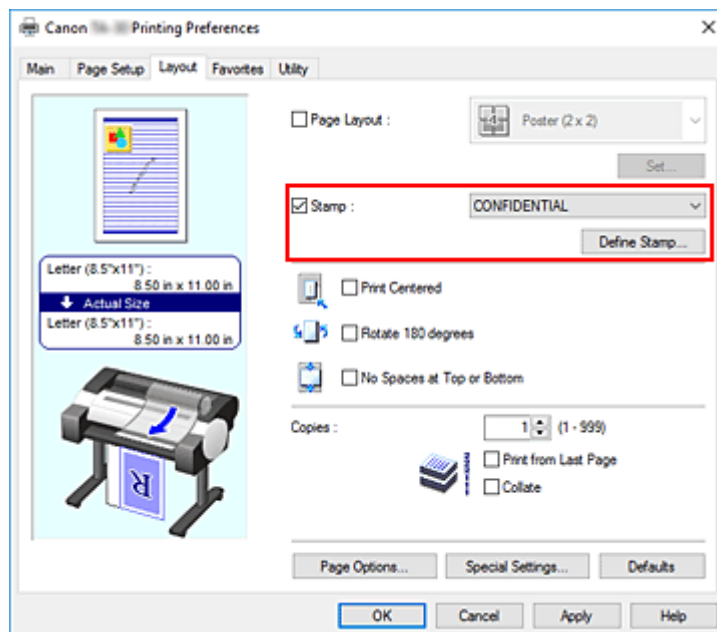 Canon Printing Preferences
Main Page Setup Layout Favorites Utility
Page Layout : Poster (2 x 2)
Set...
Stamp : CONFIDENTIAL
Define Stamp...
Letter (8.5"x11") :
8.50 in x 11.00 in
Actual Size
Letter (8.5"x11") :
8.50 in x 11.00 in
Print Centered
Rotate 180 degrees
No Spaces at Top or Bottom
Copies : 1 (1 - 999)
Print from Last Page
Collate
R
Page Options... Special Settings... Defaults
OK Cancel Apply Help